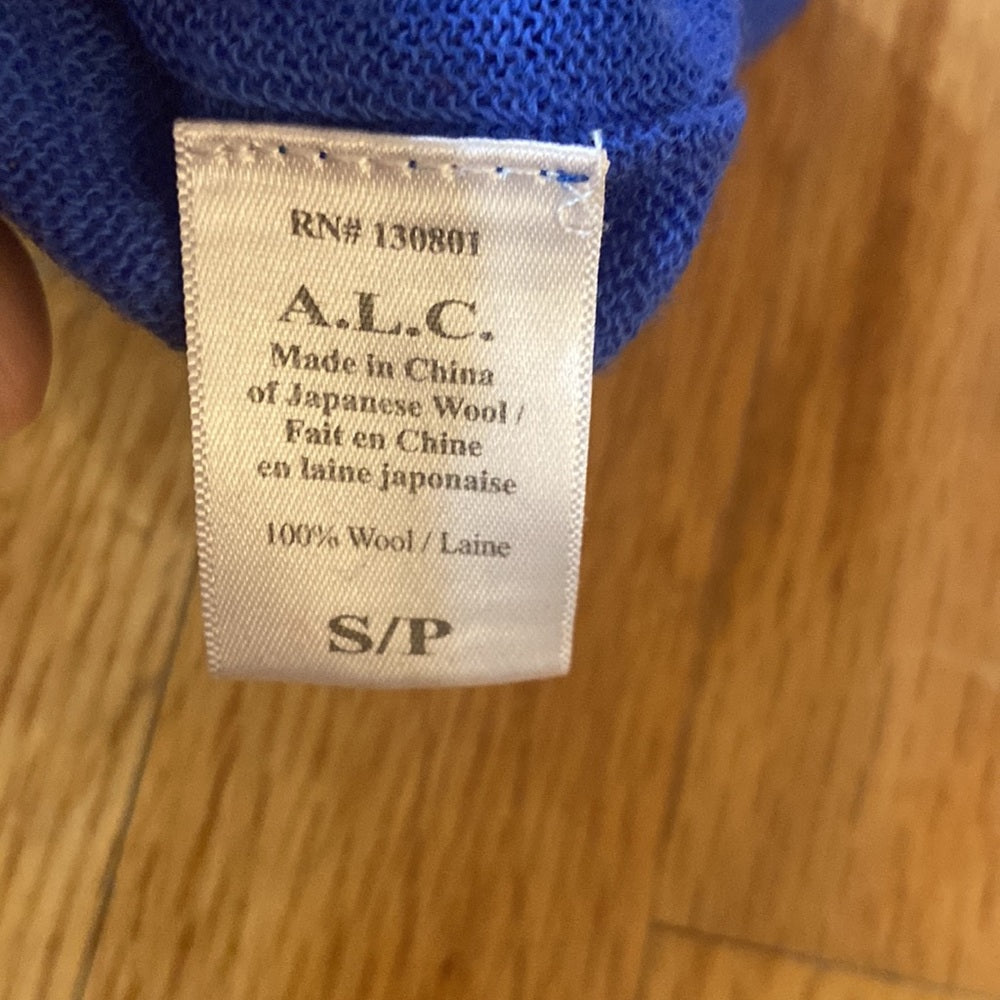 RN# 130801
A.L.C.
Made in China
of Japanese Wool /
Fait en Chine
en laine japonaise
100% Wool / Laine
S/P